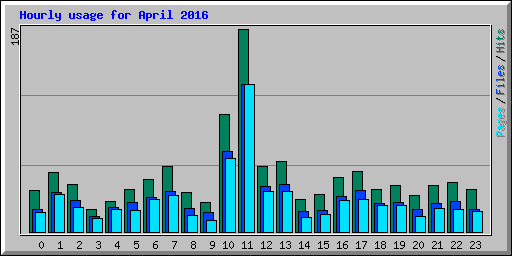 Hourly usage for April 2016
187
Pages / Files / Hits
0 1 2 3 4 5 6 7 8 9 10 11 12 13 14 15 16 17 18 19 20 21 22 23